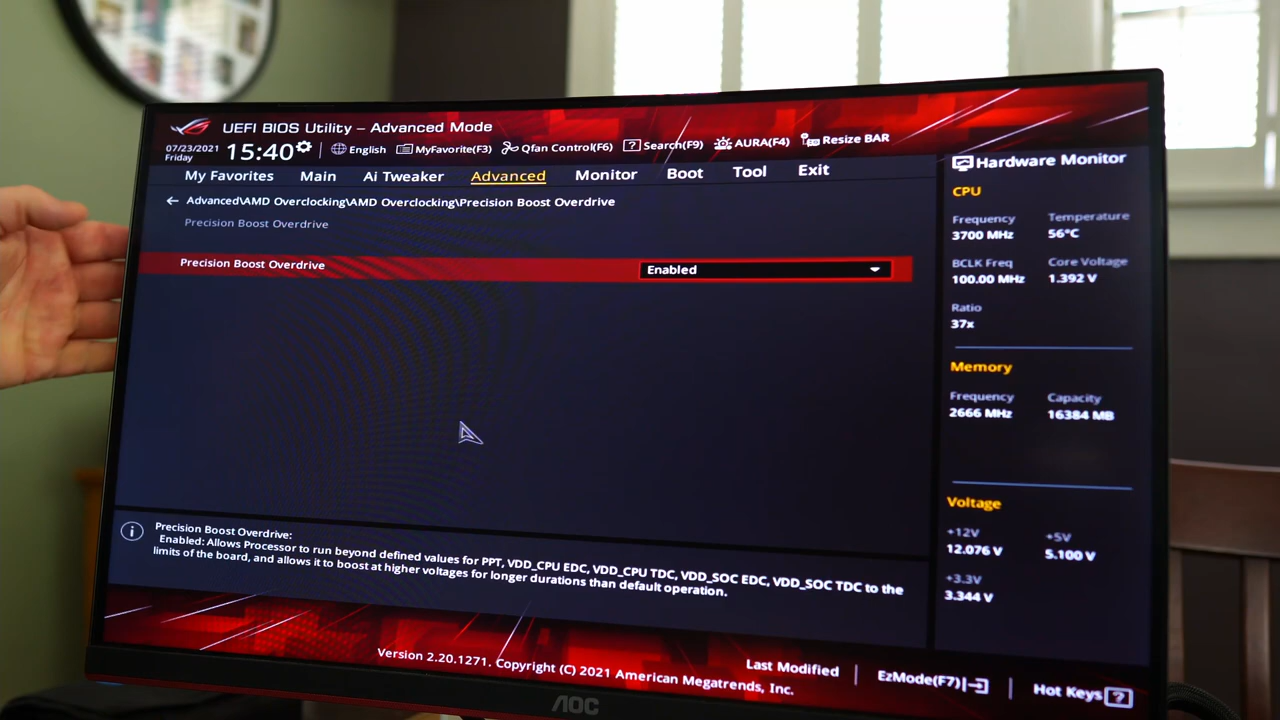 UEFI BIOS Utility – Advanced Mode
07/23/2021
Friday
15:40
English
MyFavorite(F3)
Qfan Control(F6)
Search(F9)
AURA(F4)
Resize BAR
My Favorites
Main
Ai Tweaker
Advanced
Monitor
Boot
Tool
Exit
Advanced\AMD Overclocking\AMD Overclocking\Precision Boost Overdrive
Precision Boost Overdrive
Precision Boost Overdrive
Enabled
Precision Boost Overdrive:
Enabled: Allows Processor to run beyond defined values for PPT, VDD_CPU EDC, VDD_CPU TDC, VDD_SOC EDC, VDD_SOC TDC to the
limits of the board, and allows it to boost at higher voltages for longer durations than default operation.
Hardware Monitor
CPU
Frequency
Temperature
3700 MHz
56°C
BCLK Freq
Core Voltage
100.00 MHz
1.392 V
Ratio
37x
Memory
Frequency
Capacity
2666 MHz
16384 MB
Voltage
+12V
+5V
12.076 V
5.100 V
+3.3V
3.344 V
Version 2.20.1271. Copyright (C) 2021 American Megatrends, Inc.
Last Modified
EzMode(F7)
Hot Keys ?
AOC